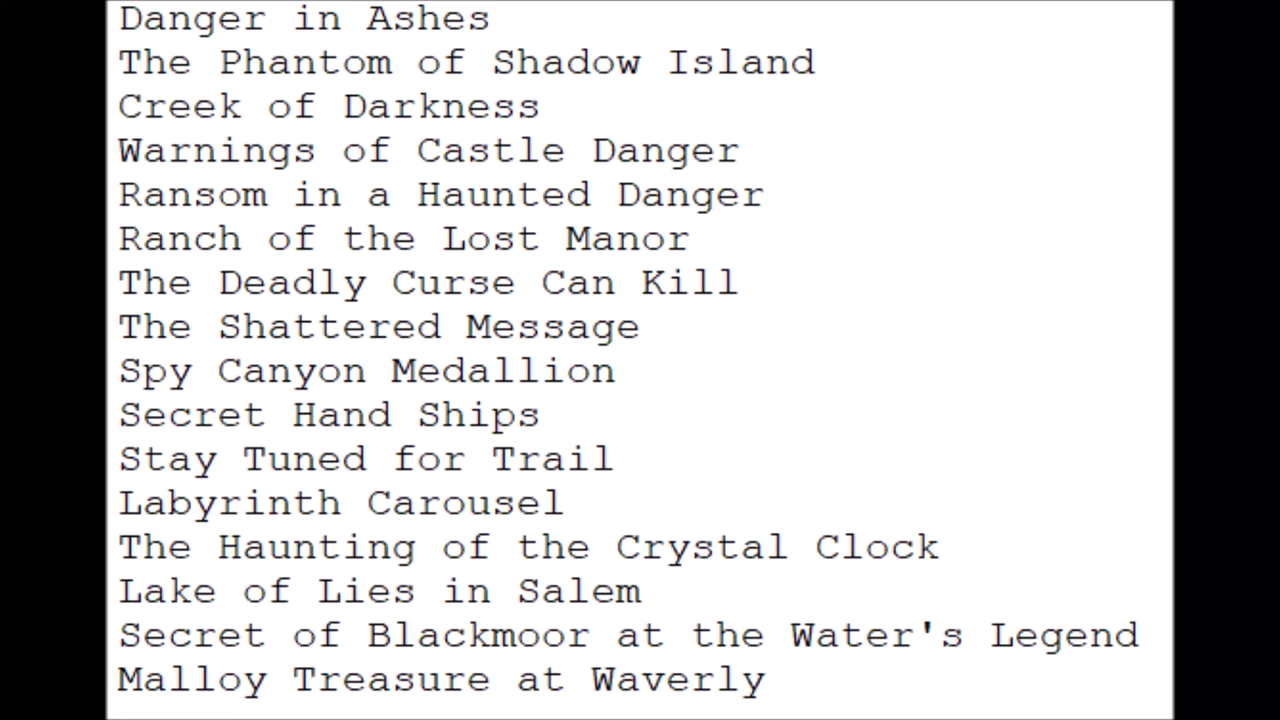 Danger in Ashes
The Phantom of Shadow Island
Creek of Darkness
Warnings of Castle Danger
Ransom in a Haunted Danger
Ranch of the Lost Manor
The Deadly Curse Can Kill
The Shattered Message
Spy Canyon Medallion
Secret Hand Ships
Stay Tuned for Trail
Labyrinth Carousel
The Haunting of the Crystal Clock
Lake of Lies in Salem
Secret of Blackmoor at the Water's Legend
Malloy Treasure at Waverly